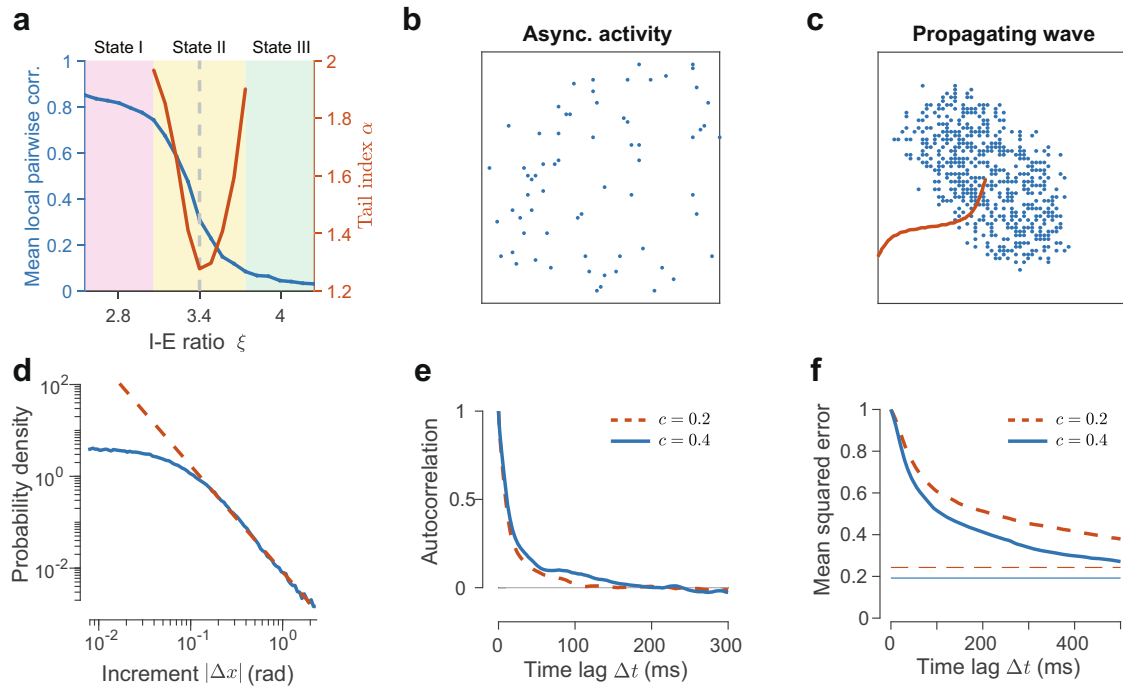 a
State I State II State III
Mean local pairwise corr.
1
0.8
0.6
0.4
0.2
0
2
1.8
1.6
1.4
1.2
Tail index α
2.8 3.4 4
I-E ratio ξ
b
Async. activity
c
Propagating wave
d
Probability density
10^2
10^0
10^-2
10^-2 10^-1 10^0
Increment |Δx| (rad)
e
Autocorrelation
1
0.5
0
c = 0.2
c = 0.4
0 100 200 300
Time lag Δt (ms)
f
Mean squared error
1
0.8
0.6
0.4
0.2
0
c = 0.2
c = 0.4
0 200 400
Time lag Δt (ms)